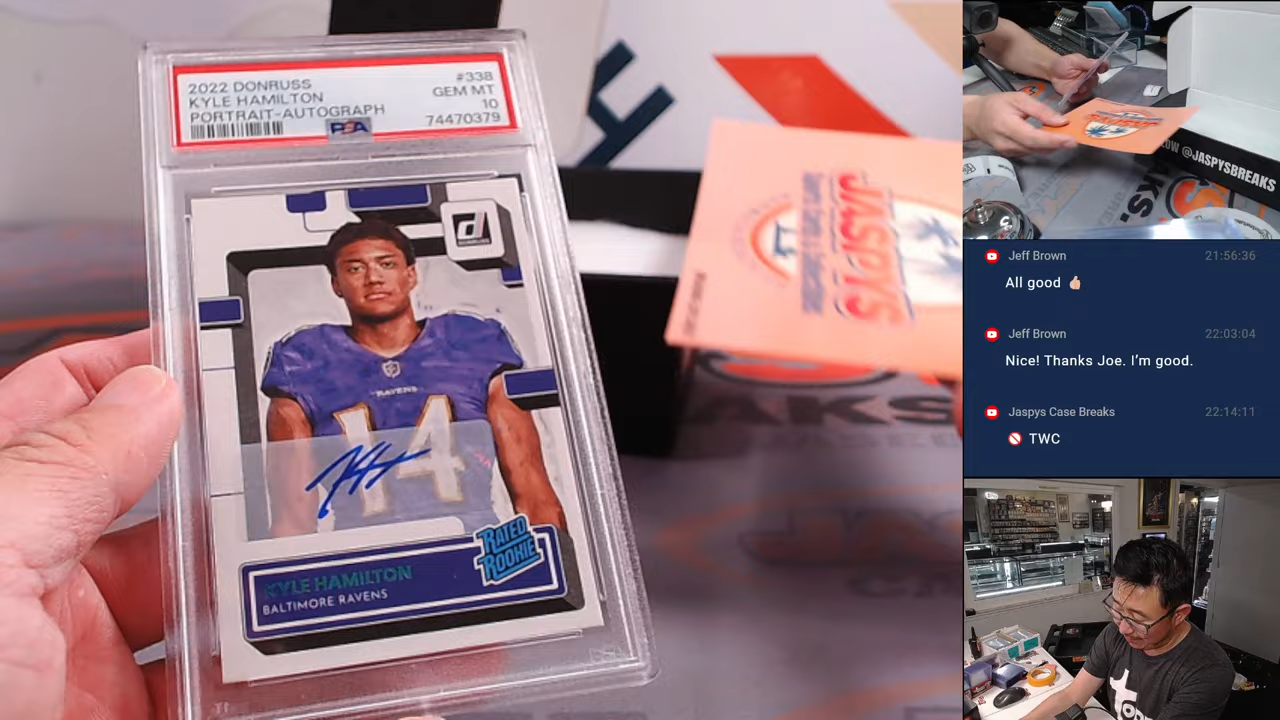 2022 DONRUSS
#338
KYLE HAMILTON
GEM MT
PORTRAIT-AUTOGRAPH
10
PSA
74470379
d
DONRUSS
RAVENS
14
RATED
ROOKIE
KYLE HAMILTON
BALTIMORE RAVENS
JASPYS
JASPYS
@JASPYSBREAKS
Jeff Brown
21:56:36
All good 👍🏻
Jeff Brown
22:03:04
Nice! Thanks Joe. I'm good.
Jaspys Case Breaks
22:14:11
🚫 TWC